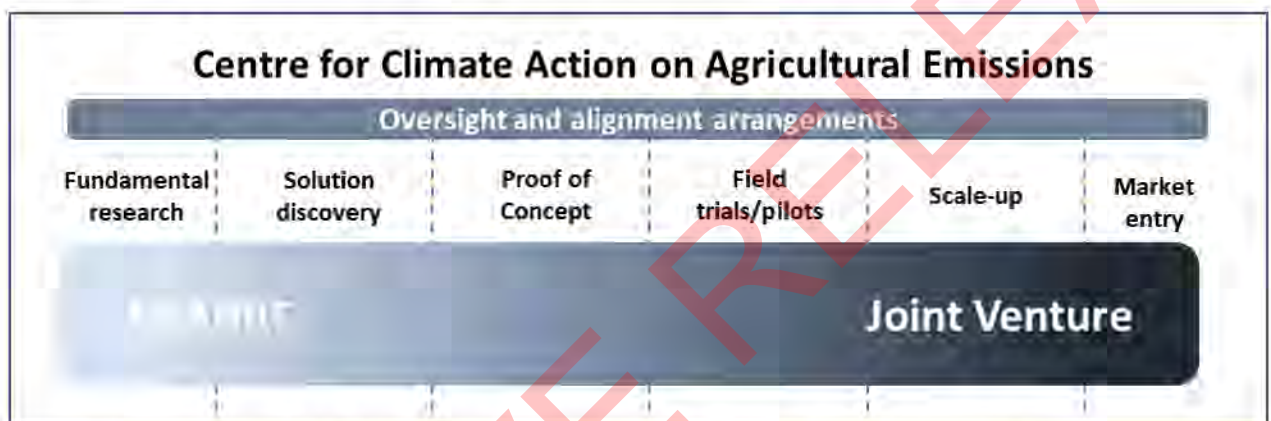 Centre for Climate Action on Agricultural Emissions
Oversight and alignment arrangements
Fundamental
research
Solution
discovery
Proof of
Concept
Field
trials/pilots
Scale-up
Market
entry
Joint Venture